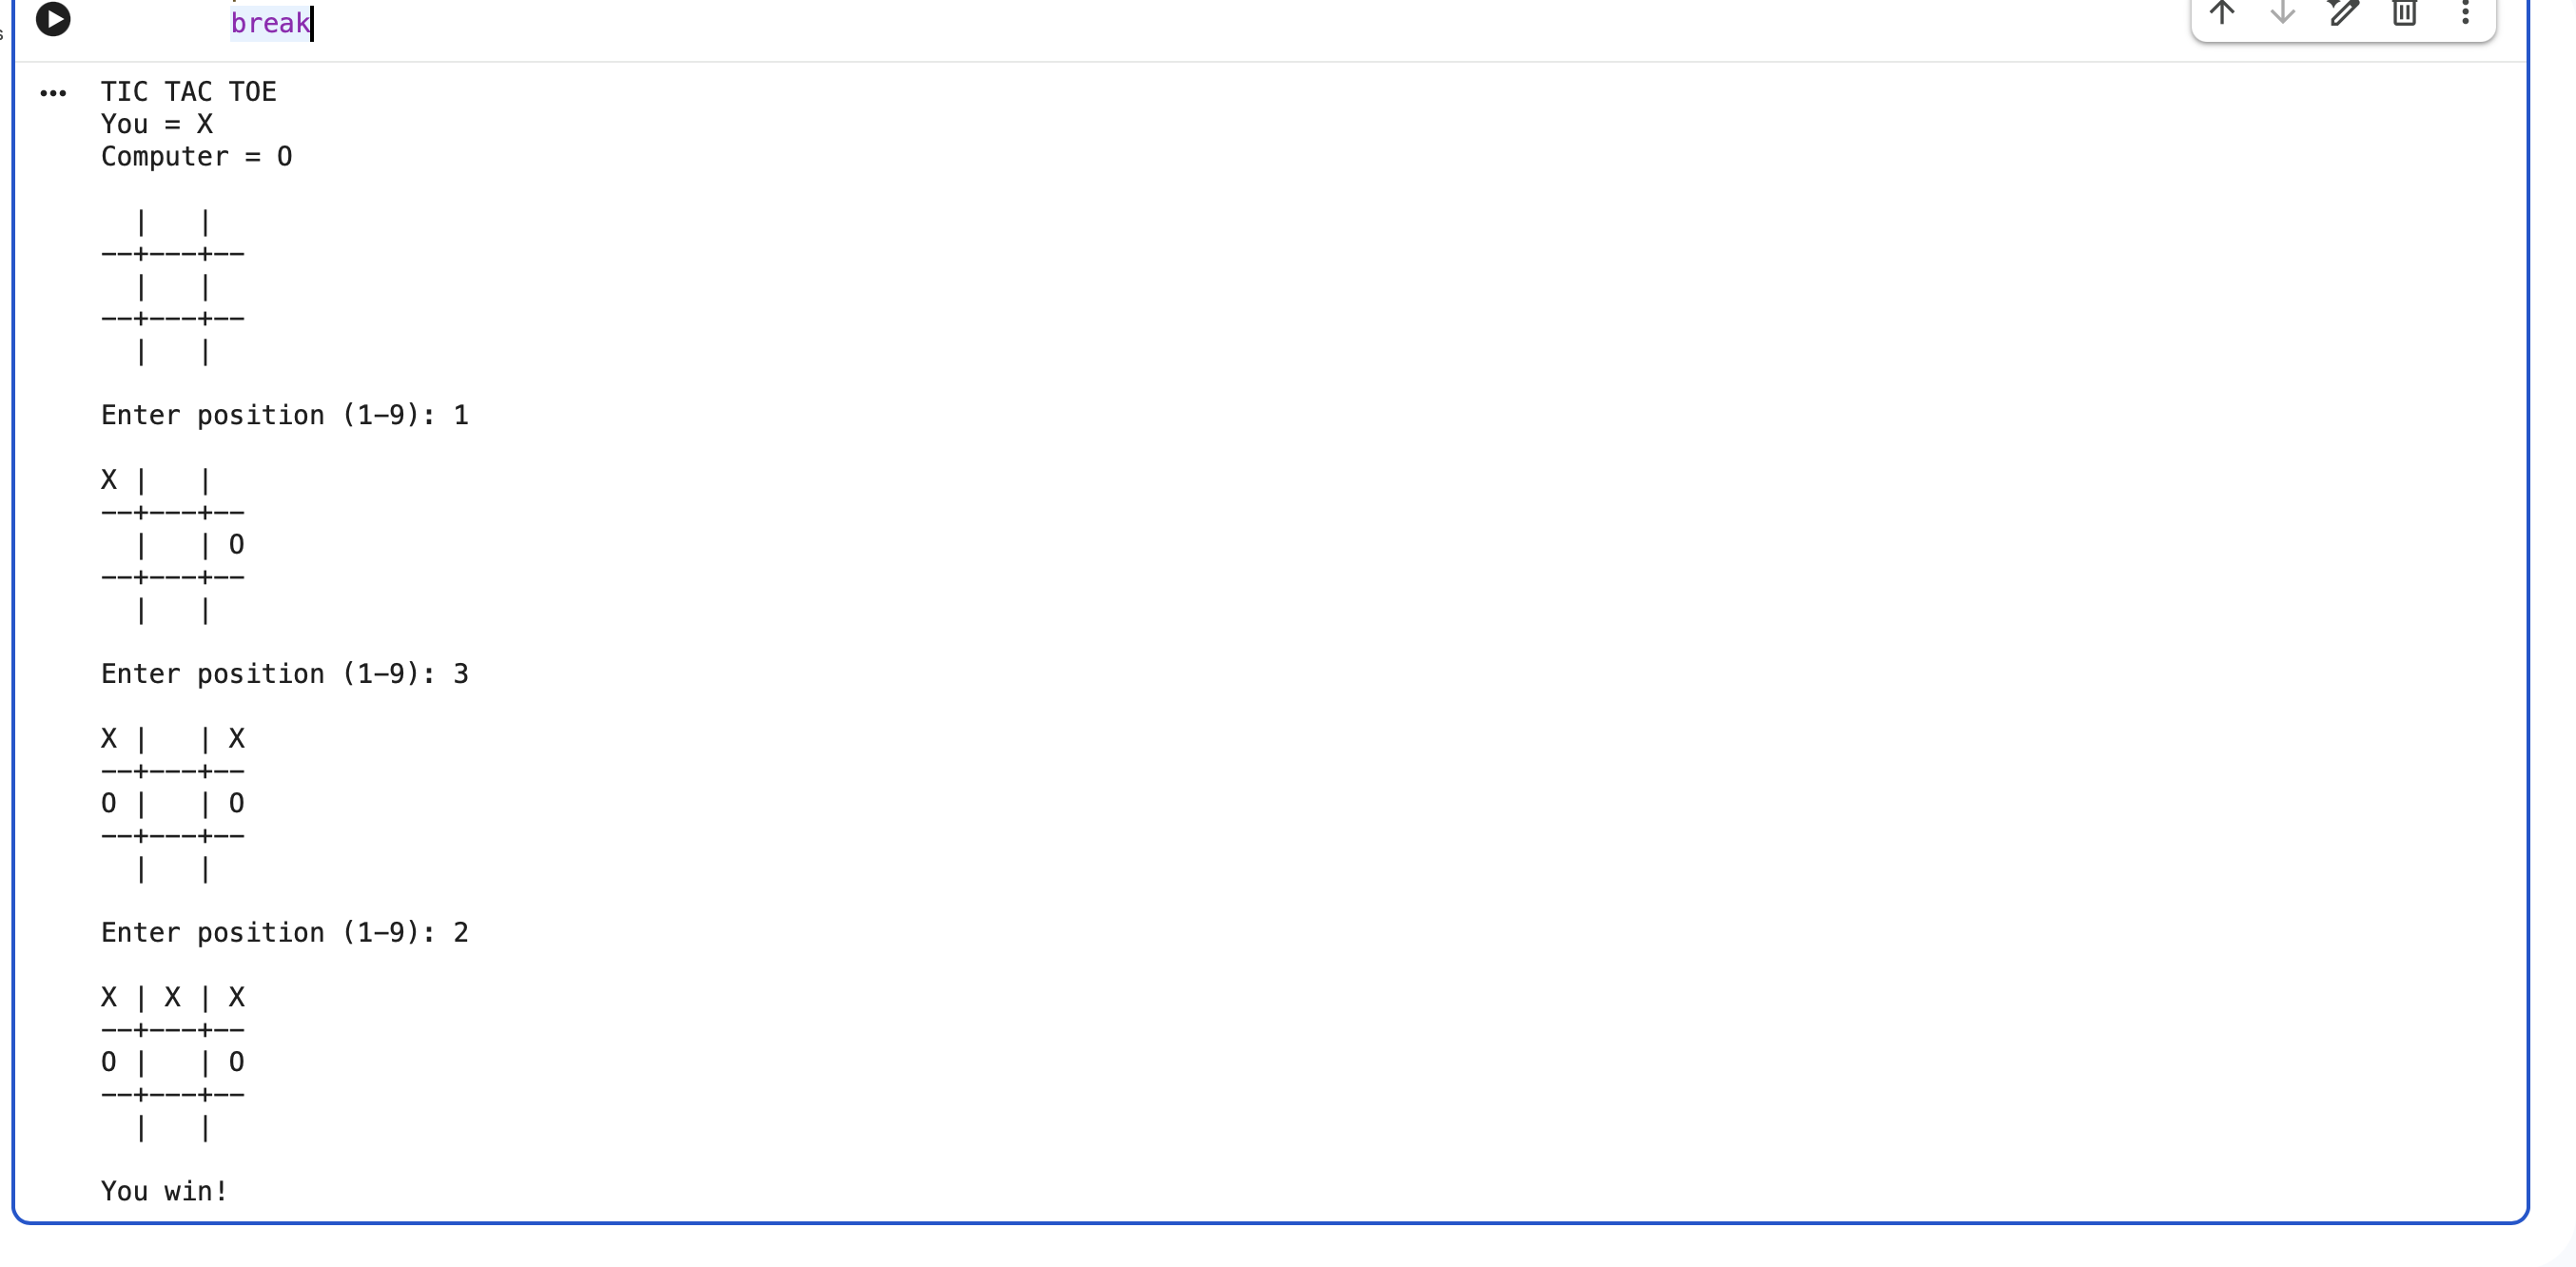 break
TIC TAC TOE
You = X
Computer = O
  |   |
--+---+--
  |   |
--+---+--
  |   |
Enter position (1-9): 1
X |   |
--+---+--
  |   | O
--+---+--
  |   |
Enter position (1-9): 3
X |   | X
--+---+--
O |   | O
--+---+--
  |   |
Enter position (1-9): 2
X | X | X
--+---+--
O |   | O
--+---+--
  |   |
You win!